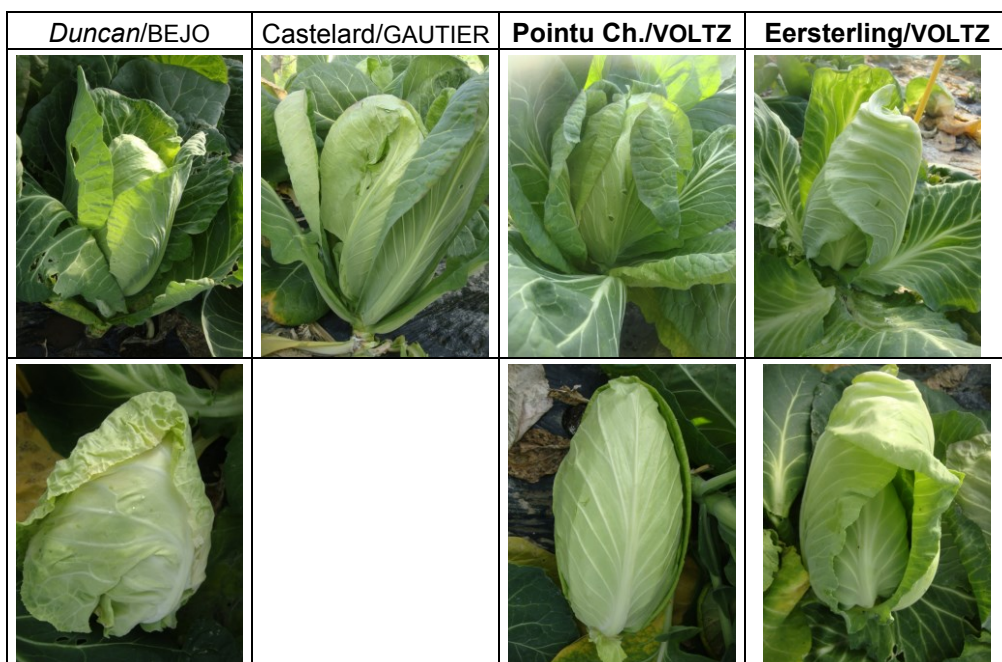 Duncan/BEJO
Castelard/GAUTIER
Pointu Ch./VOLTZ
Eersterling/VOLTZ